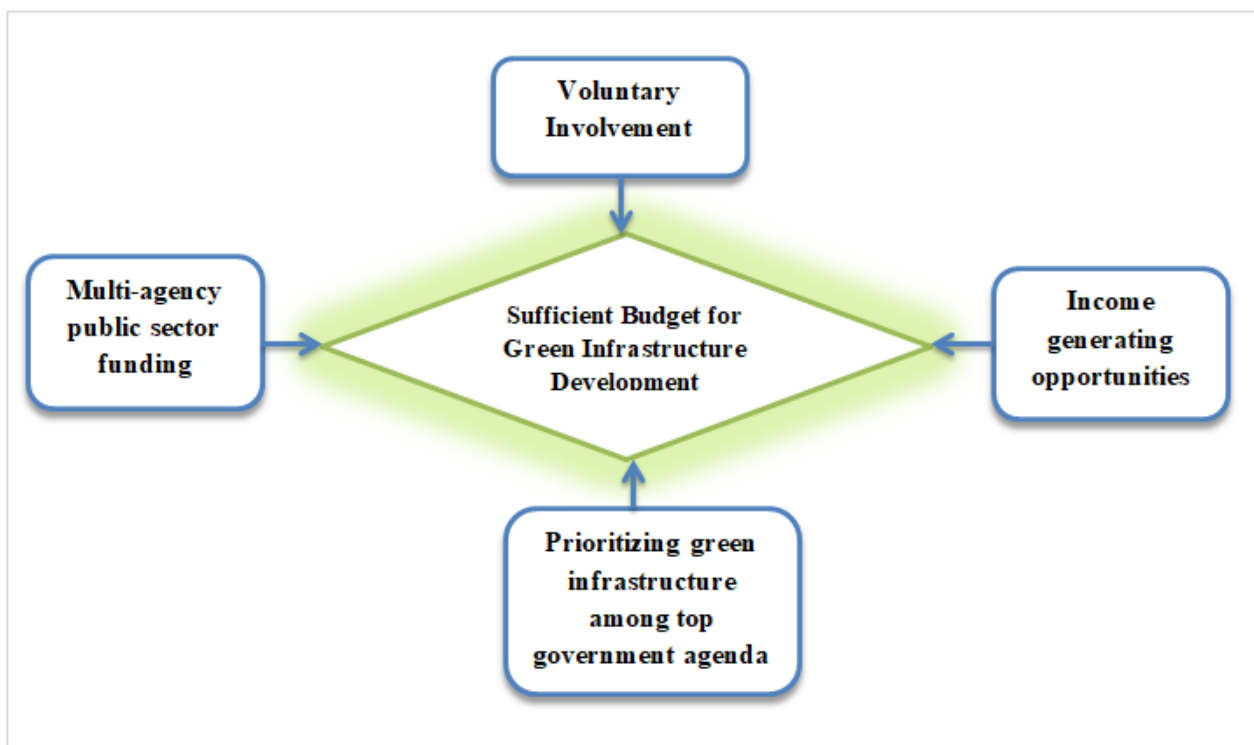 Voluntary
Involvement
Multi-agency
public sector
funding
Sufficient Budget for
Green Infrastructure
Development
Income
generating
opportunities
Prioritizing green
infrastructure
among top
government agenda